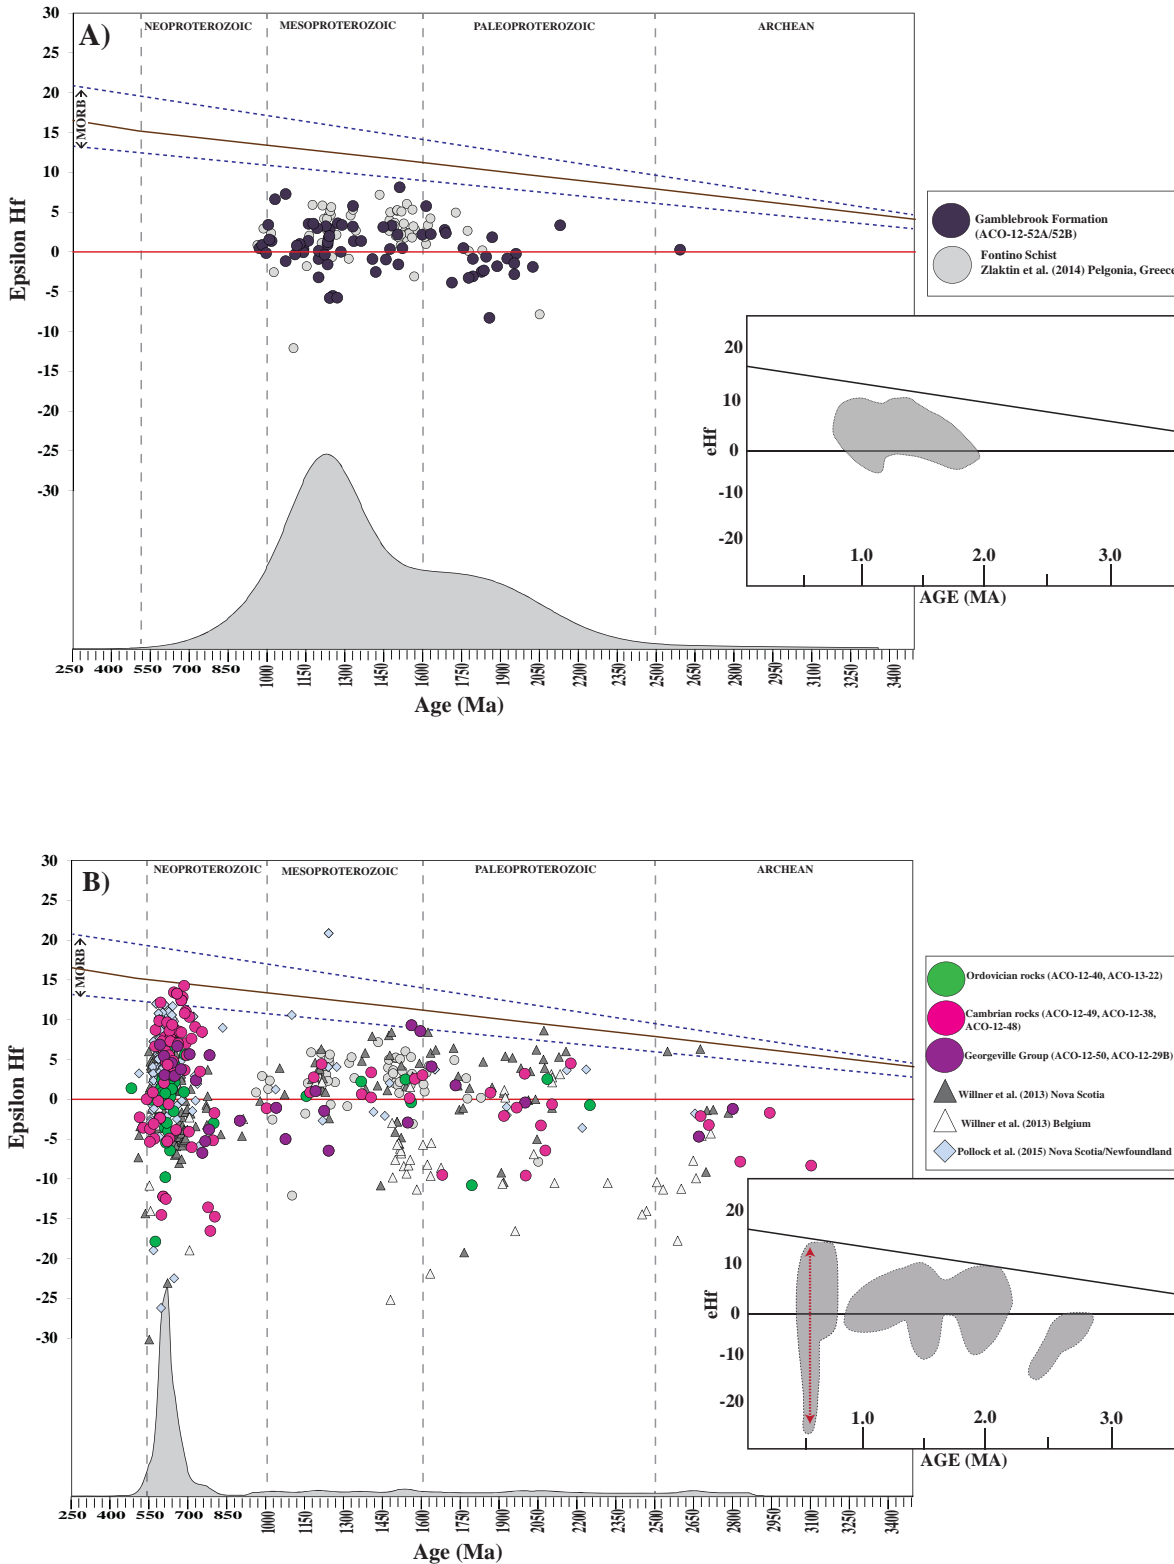 A)
NEOPROTEROZOIC
MESOPROTEROZOIC
PALEOPROTEROZOIC
ARCHEAN
30
25
20
15
10
5
0
-5
-10
-15
-20
-25
-30
MORB
Epsilon Hf
250 400 550 700 850 1000 1150 1300 1450 1600 1750 1900 2050 2200 2350 2500 2650 2800 2950 3100 3250 3400
Age (Ma)
Gamblebrook Formation
(ACO-12-52A/52B)
Fontino Schist
Zlaktin et al. (2014) Pelgonia, Greece
20
10
0
-10
-20
eHf
1.0 2.0 3.0
AGE (MA)
B)
NEOPROTEROZOIC
MESOPROTEROZOIC
PALEOPROTEROZOIC
ARCHEAN
30
25
20
15
10
5
0
-5
-10
-15
-20
-25
-30
MORB
Epsilon Hf
250 400 550 700 850 1000 1150 1300 1450 1600 1750 1900 2050 2200 2350 2500 2650 2800 2950 3100 3250 3400
Age (Ma)
Ordovician rocks (ACO-12-40, ACO-13-22)
Cambrian rocks (ACO-12-49, ACO-12-38,
ACO-12-48)
Georgeville Group (ACO-12-50, ACO-12-29B)
Willner et al. (2013) Nova Scotia
Willner et al. (2013) Belgium
Pollock et al. (2015) Nova Scotia/Newfoundland
20
10
0
-10
-20
eHf
1.0 2.0 3.0
AGE (MA)